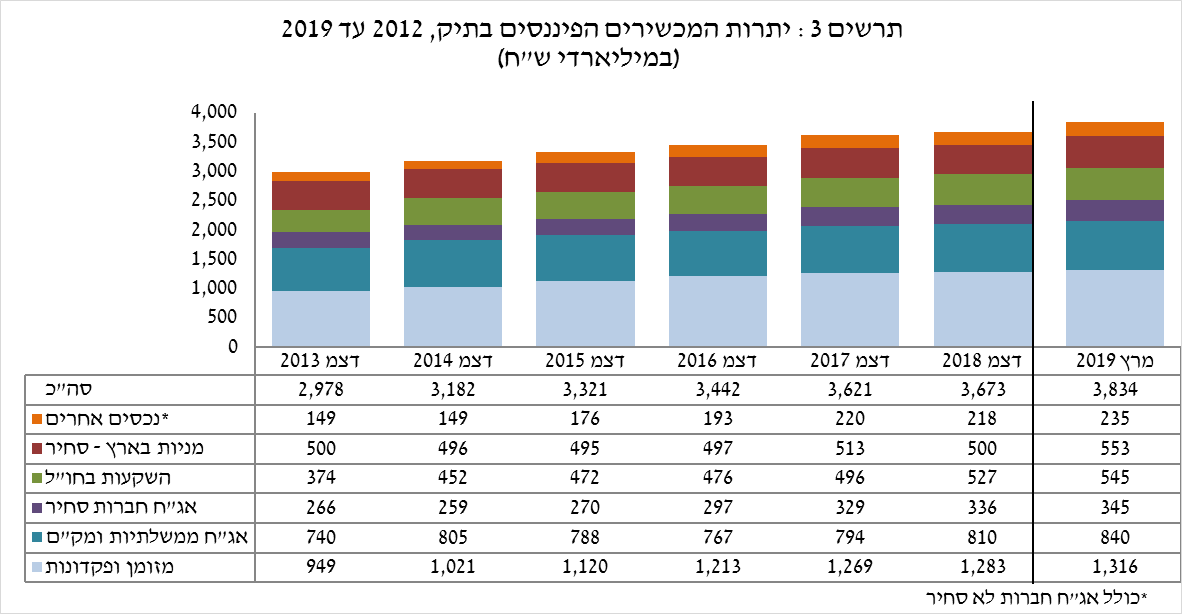 תרשים 3 : יתרות המכשירים הפיננסים בתיק, 2012 עד 2019
(במיליארדי ש"ח)
4,000
3,500
3,000
2,500
2,000
1,500
1,000
500
0
דצמ 2013 דצמ 2014 דצמ 2015 דצמ 2016 דצמ 2017 דצמ 2018 מרץ 2019
סה"כ 2,978 3,182 3,321 3,442 3,621 3,673 3,834
*נכסים אחרים 149 149 176 193 220 218 235
מניות בארץ - סחיר 500 496 495 497 513 500 553
השקעות בחו"ל 374 452 472 476 496 527 545
אג"ח חברות סחיר 266 259 270 297 329 336 345
אג"ח ממשלתיות ומק"ם 740 805 788 767 794 810 840
מזומן ופקדונות 949 1,021 1,120 1,213 1,269 1,283 1,316
*כולל אג"ח חברות לא סחיר